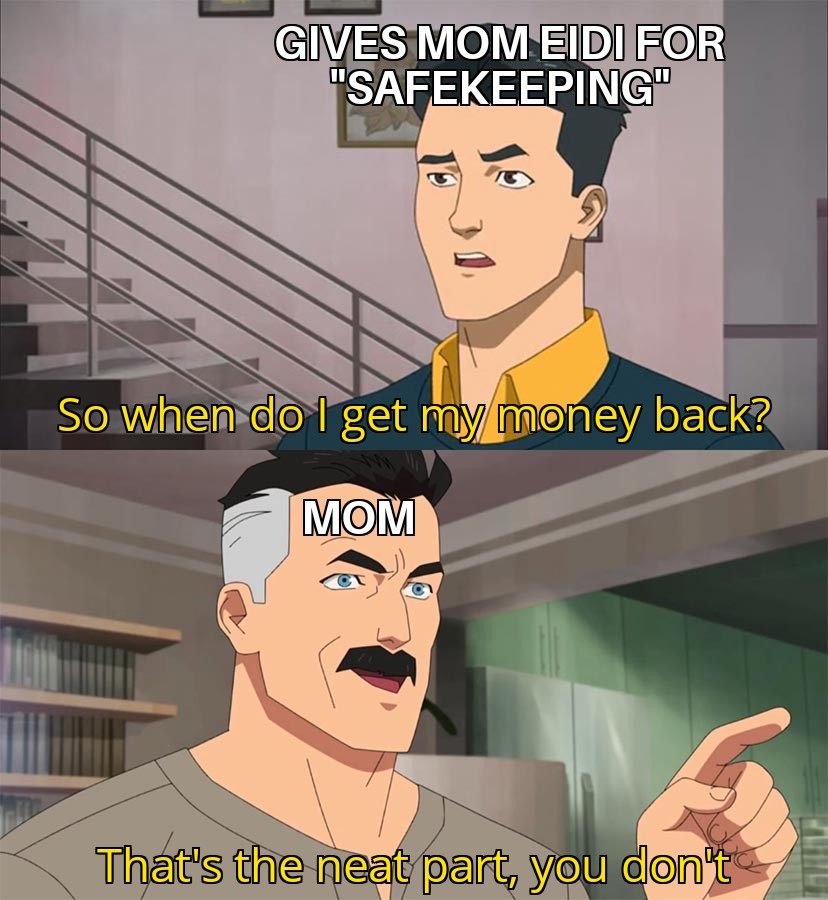 GIVES MOM EIDI FOR
"SAFEKEEPING"
So when do I get my money back?
MOM
That's the neat part, you don't